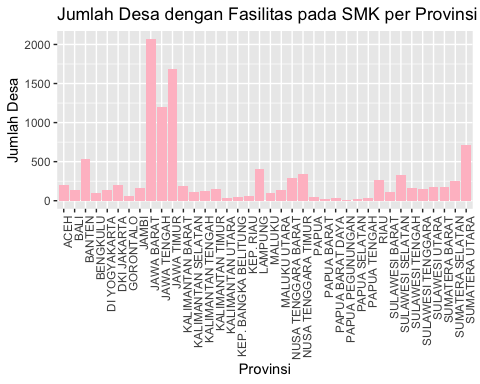 Jumlah Desa dengan Fasilitas pada SMK per Provinsi
Jumlah Desa
2000
1500
1000
500
0
ACEH
BALI
BANTEN
BENGKULU
DI YOGYAKARTA
DKI JAKARTA
GORONTALO
JAMBI
JAWA BARAT
JAWA TENGAH
JAWA TIMUR
KALIMANTAN BARAT
KALIMANTAN SELATAN
KALIMANTAN TENGAH
KALIMANTAN TIMUR
KALIMANTAN UTARA
KEP. BANGKA BELITUNG
KEP. RIAU
LAMPUNG
MALUKU
MALUKU UTARA
NUSA TENGGARA BARAT
NUSA TENGGARA TIMUR
PAPUA
PAPUA BARAT
PAPUA BARAT DAYA
PAPUA PEGUNUNGAN
PAPUA SELATAN
PAPUA TENGAH
RIAU
SULAWESI BARAT
SULAWESI SELATAN
SULAWESI TENGAH
SULAWESI TENGGARA
SULAWESI UTARA
SUMATERA BARAT
SUMATERA SELATAN
SUMATERA UTARA
Provinsi